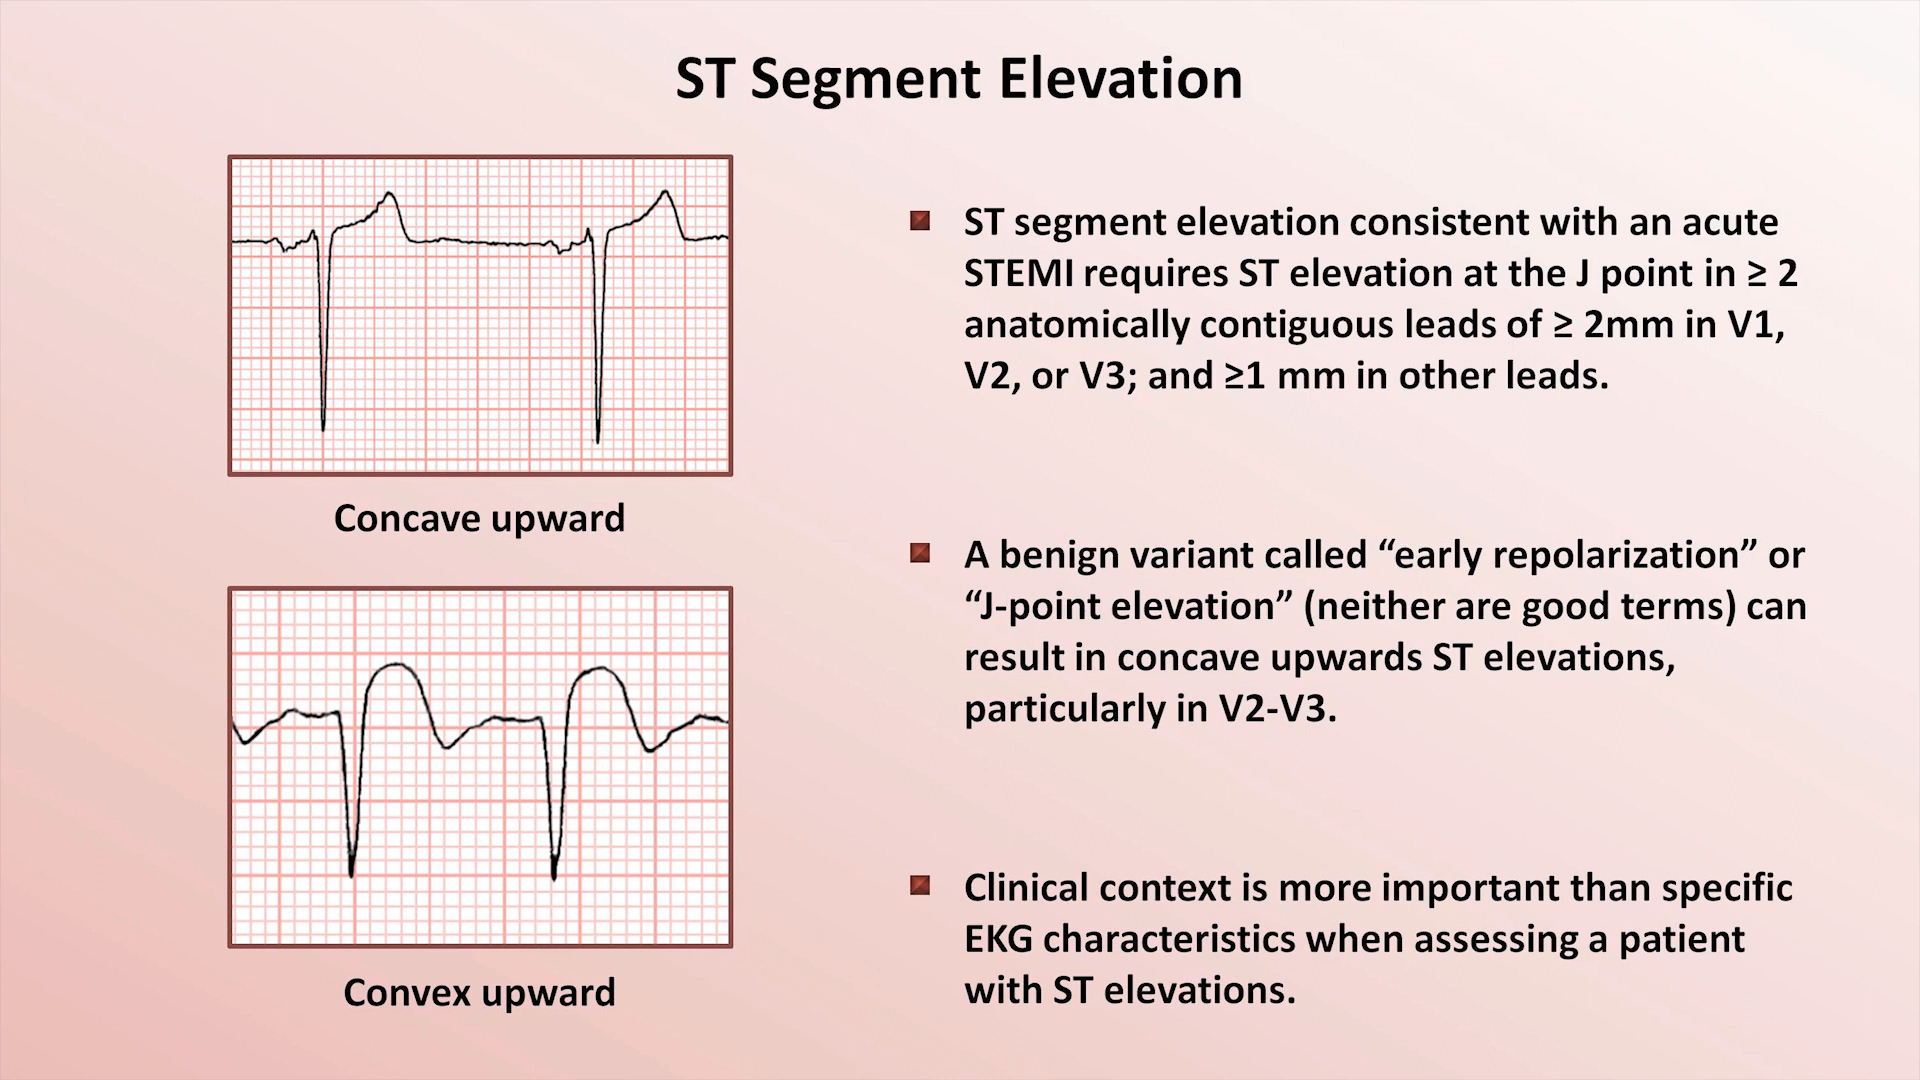 ST Segment Elevation
Concave upward
Convex upward
ST segment elevation consistent with an acute
STEMI requires ST elevation at the J point in ≥ 2
anatomically contiguous leads of ≥ 2mm in V1,
V2, or V3; and ≥1 mm in other leads.
A benign variant called “early repolarization” or
“J-point elevation” (neither are good terms) can
result in concave upwards ST elevations,
particularly in V2-V3.
Clinical context is more important than specific
EKG characteristics when assessing a patient
with ST elevations.